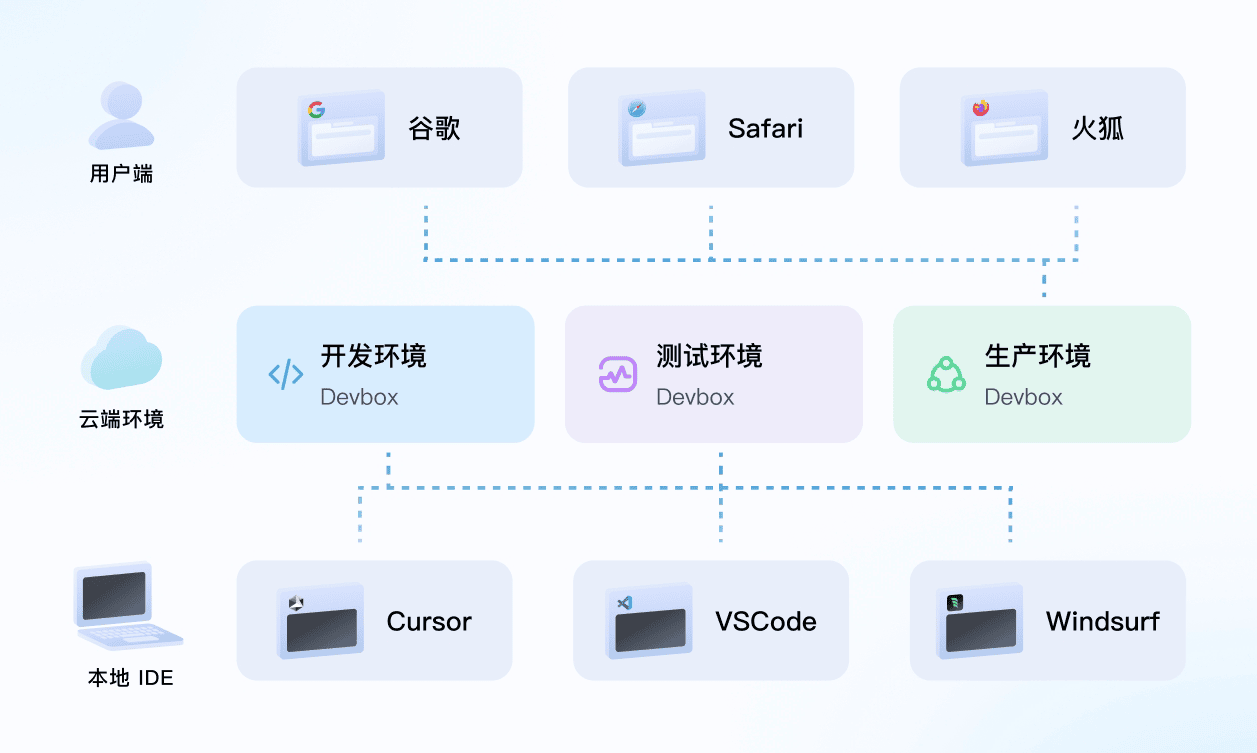 用户端
谷歌
Safari
火狐
云端环境
开发环境
Devbox
测试环境
Devbox
生产环境
Devbox
本地 IDE
Cursor
VSCode
Windsurf